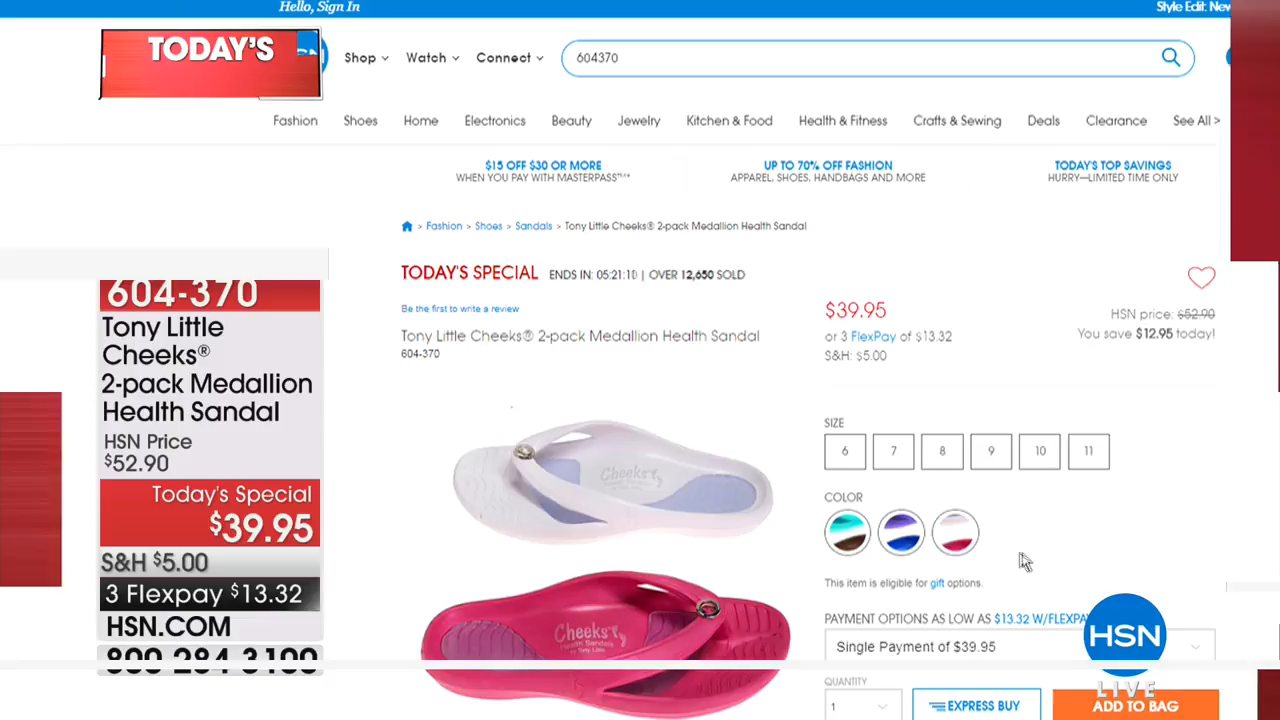 Hello, Sign In
Style Edit: New
TODAY'S
Shop
Watch
Connect
604370
Fashion
Shoes
Home
Electronics
Beauty
Jewelry
Kitchen & Food
Health & Fitness
Crafts & Sewing
Deals
Clearance
See All >
$15 OFF $30 OR MORE
WHEN YOU PAY WITH MASTERPASS
UP TO 70% OFF FASHION
APPAREL, SHOES, HANDBAGS AND MORE
TODAY'S TOP SAVINGS
HURRY—LIMITED TIME ONLY
> Fashion > Shoes > Sandals > Tony Little Cheeks® 2-pack Medallion Health Sandal
TODAY'S SPECIAL ENDS IN: 05:21:10 | OVER 12,650 SOLD
Be the first to write a review
Tony Little Cheeks® 2-pack Medallion Health Sandal
604-370
$39.95
or 3 FlexPay of $13.32
S&H: $5.00
HSN price: $52.90
You save $12.95 today!
604-370
Tony Little
Cheeks®
2-pack Medallion
Health Sandal
HSN Price
$52.90
Today's Special
$39.95
S&H $5.00
3 Flexpay $13.32
HSN.COM
800-284-3100
Cheeks
Cheeks
Health Sandals
by Tony Little
SIZE
6
7
8
9
10
11
COLOR
This item is eligible for gift options.
PAYMENT OPTIONS AS LOW AS $13.32 W/FLEXPA
Single Payment of $39.95
QUANTITY
1
EXPRESS BUY
ADD TO BAG
HSN
LIVE